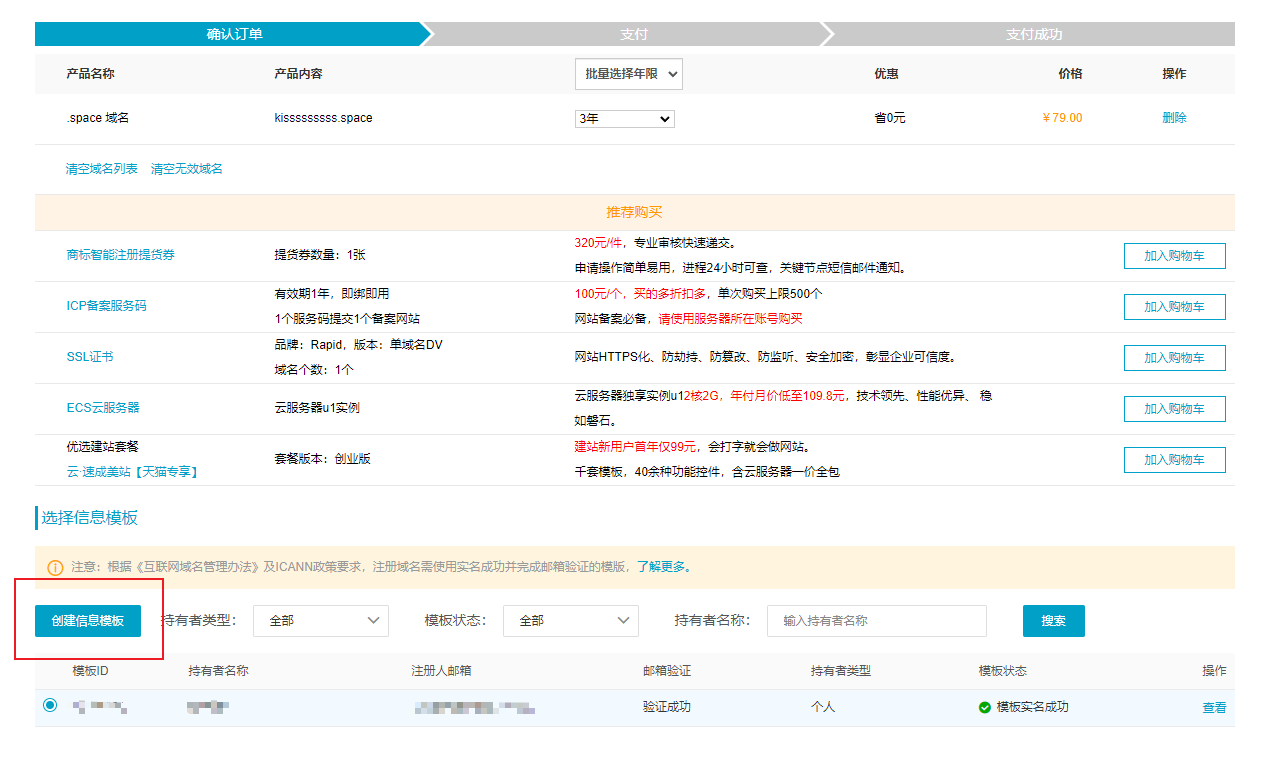 确认订单 支付 支付成功
产品名称 产品内容 批量选择年限 优惠 价格 操作
.space 域名 kisssssssss.space 3年 省0元 ￥79.00 删除
清空域名列表 清空无效域名
推荐购买
商标智能注册提货券 提货券数量：1张 320元/件，专业审核快速递交。
申请操作简单易用，进程24小时可查，关键节点短信邮件通知。 加入购物车
ICP备案服务码 有效期1年，即绑即用 100元/个，买的多折扣多，单次购买上限500个
1个服务码提交1个备案网站 网站备案必备，请使用服务器所在账号购买 加入购物车
SSL证书 品牌：Rapid，版本：单域名DV 网站HTTPS化、防劫持、防篡改、防监听、安全加密，彰显企业可信度。 加入购物车
域名个数：1个
ECS云服务器 云服务器u1实例 云服务器独享实例u12核2G，年付月价低至109.8元，技术领先、性能优异、 稳
如磐石。 加入购物车
优选建站套餐 套餐版本：创业版 建站新用户首年仅99元，会打字就会做网站。
云·速成美站【天猫专享】 千套模板，40余种功能控件，含云服务器一价全包 加入购物车
选择信息模板
注意：根据《互联网域名管理办法》及ICANN政策要求，注册域名需使用实名成功并完成邮箱验证的模版，了解更多。
创建信息模板 持有者类型： 全部 模板状态： 全部 持有者名称： 输入持有者名称 搜索
模板ID 持有者名称 注册人邮箱 邮箱验证 持有者类型 模板状态 操作
验证成功 个人 模板实名成功 查看